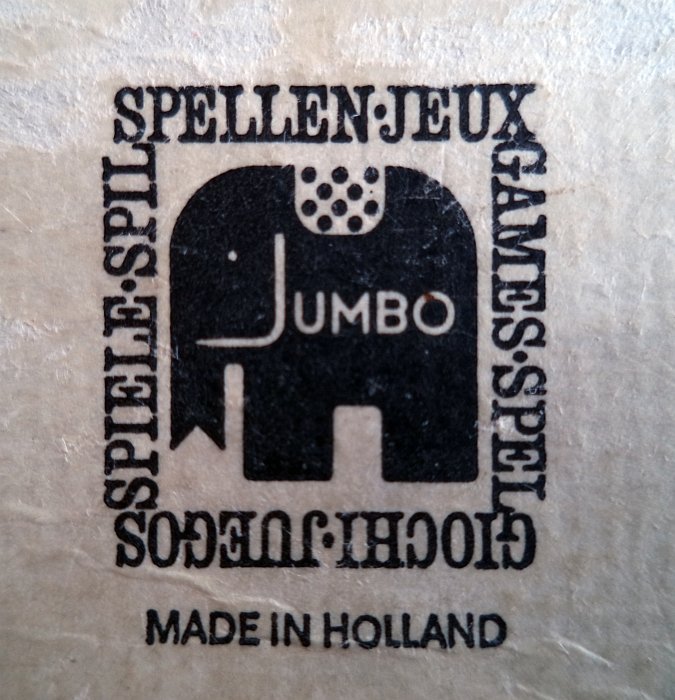 SPELLEN·JEUX
GAMES·SPEL
GIOCHI·JUEGOS
SPIELE·SPIL
JUMBO
MADE IN HOLLAND